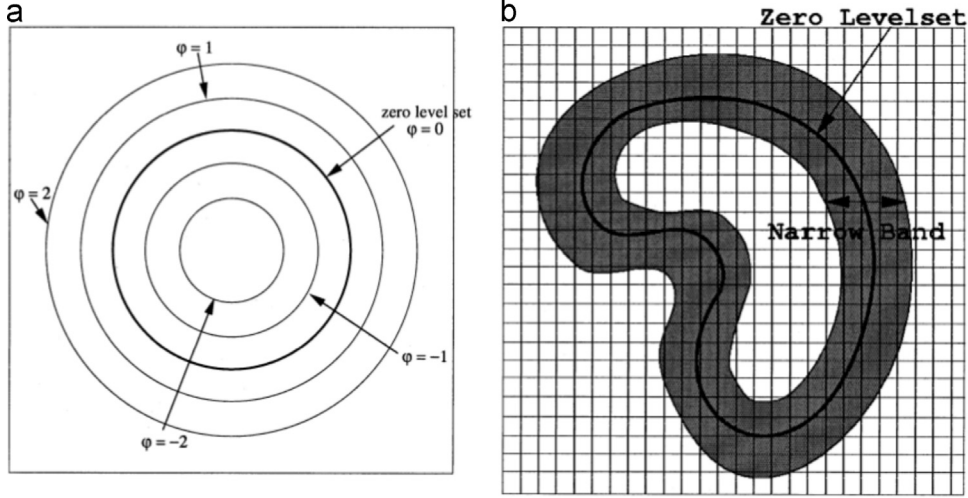 a
φ = 1
zero level set
φ = 0
φ = 2
φ = −1
φ = −2
b
Zero Levelset
Narrow Band